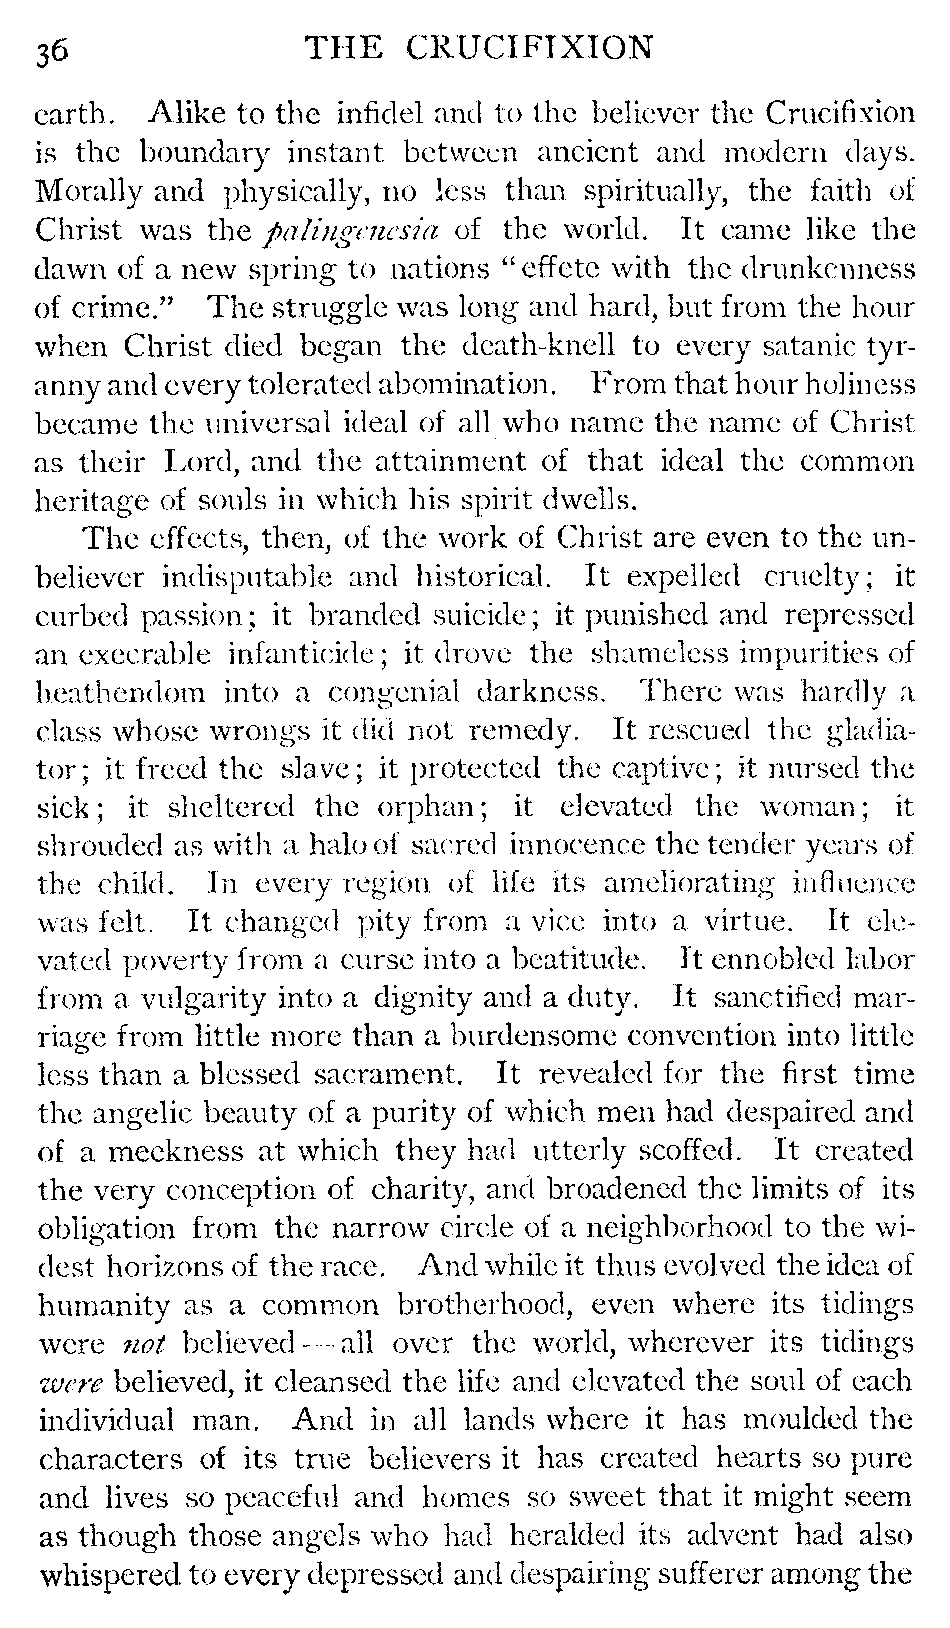 36 THE CRUCIFIXION
earth. Alike to the infidel and to the believer the Crucifixion
is the boundary instant between ancient and modern days.
Morally and physically, no less than spiritually, the faith of
Christ was the palingenesia of the world. It came like the
dawn of a new spring to nations “effete with the drunkenness
of crime.” The struggle was long and hard, but from the hour
when Christ died began the death-knell to every satanic tyr-
anny and every tolerated abomination. From that hour holiness
became the universal ideal of all who name the name of Christ
as their Lord, and the attainment of that ideal the common
heritage of souls in which his spirit dwells.
The effects, then, of the work of Christ are even to the un-
believer indisputable and historical. It expelled cruelty; it
curbed passion; it branded suicide; it punished and repressed
an execrable infanticide; it drove the shameless impurities of
heathendom into a congenial darkness. There was hardly a
class whose wrongs it did not remedy. It rescued the gladia-
tor; it freed the slave; it protected the captive; it nursed the
sick; it sheltered the orphan; it elevated the woman; it
shrouded as with a halo of sacred innocence the tender years of
the child. In every region of life its ameliorating influence
was felt. It changed pity from a vice into a virtue. It ele-
vated poverty from a curse into a beatitude. It ennobled labor
from a vulgarity into a dignity and a duty. It sanctified mar-
riage from little more than a burdensome convention into little
less than a blessed sacrament. It revealed for the first time
the angelic beauty of a purity of which men had despaired and
of a meekness at which they had utterly scoffed. It created
the very conception of charity, and broadened the limits of its
obligation from the narrow circle of a neighborhood to the wi-
dest horizons of the race. And while it thus evolved the idea of
humanity as a common brotherhood, even where its tidings
were not believed — all over the world, wherever its tidings
were believed, it cleansed the life and elevated the soul of each
individual man. And in all lands where it has moulded the
characters of its true believers it has created hearts so pure
and lives so peaceful and homes so sweet that it might seem
as though those angels who had heralded its advent had also
whispered to every depressed and despairing sufferer among the